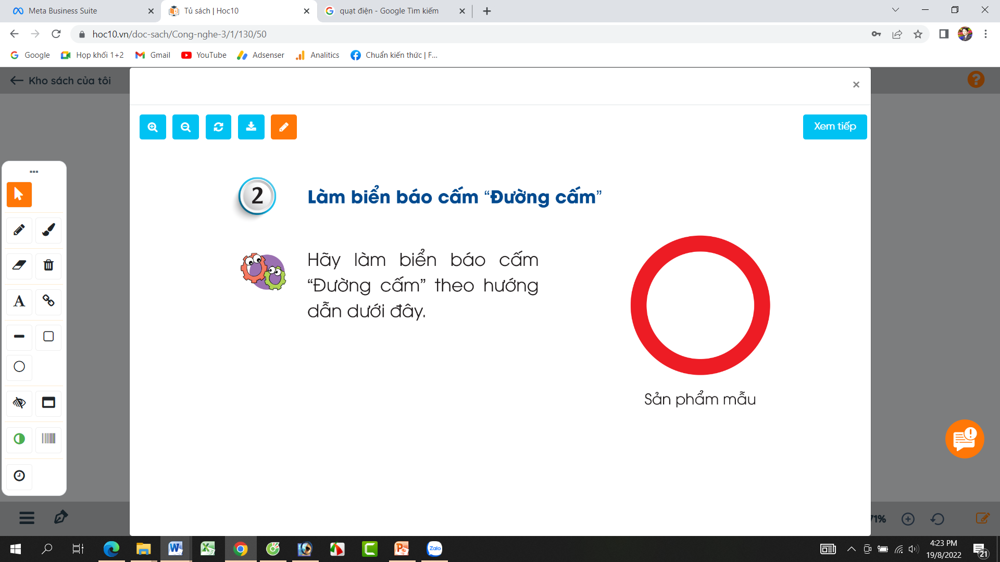 Meta Business Suite
Tủ sách | Hoc10
quạt điện - Google Tìm kiếm
hoc10.vn/doc-sach/Cong-nghe-3/1/130/50
Google
Họp khối 1+2
Gmail
YouTube
Adsenser
Analitics
Chuẩn kiến thức | F...
Kho sách của tôi
?
Xem tiếp
2
Làm biển báo cấm “Đường cấm”
Hãy làm biển báo cấm
“Đường cấm” theo hướng
dẫn dưới đây.
Sản phẩm mẫu
A
71%
Zalo
4:23 PM
19/8/2022
21